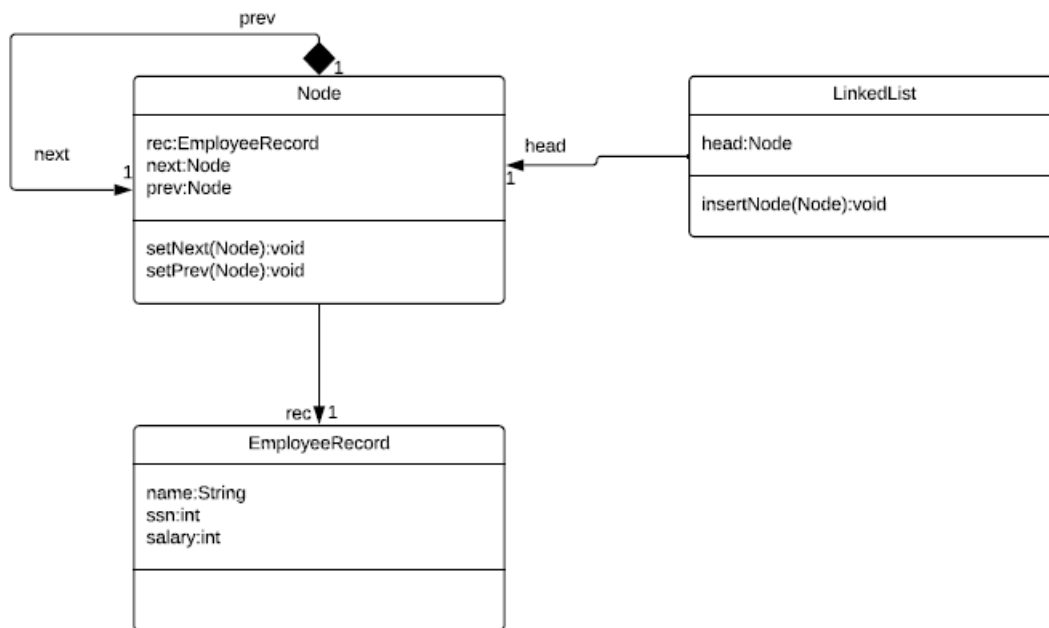 prev
1
Node
rec:EmployeeRecord
next:Node
prev:Node
setNext(Node):void
setPrev(Node):void
next
1
head
1
LinkedList
head:Node
insertNode(Node):void
rec 1
EmployeeRecord
name:String
ssn:int
salary:int